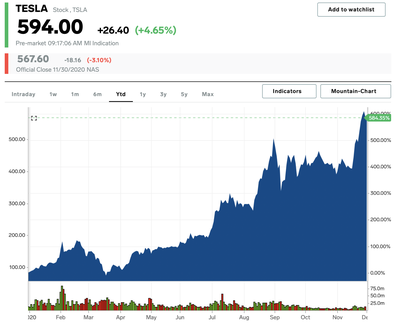 TESLA Stock , TSLA
Add to watchlist
594.00 +26.40 (+4.65%)
Pre-market 09:17:06 AM MI Indication
567.60 -18.16 (-3.10%)
Official Close 11/30/2020 NAS
Intraday 1w 1m 6m Ytd 1y 3y 5y Max
Indicators Mountain-Chart
584.35%
500.00 500.00%
400.00 400.00%
300.00 300.00%
200.00 200.00%
100.00 100.00%
0.00%
75.0m
50.0m
25.0m
Feb Mar Apr May Jun Jul Aug Sep Oct Nov